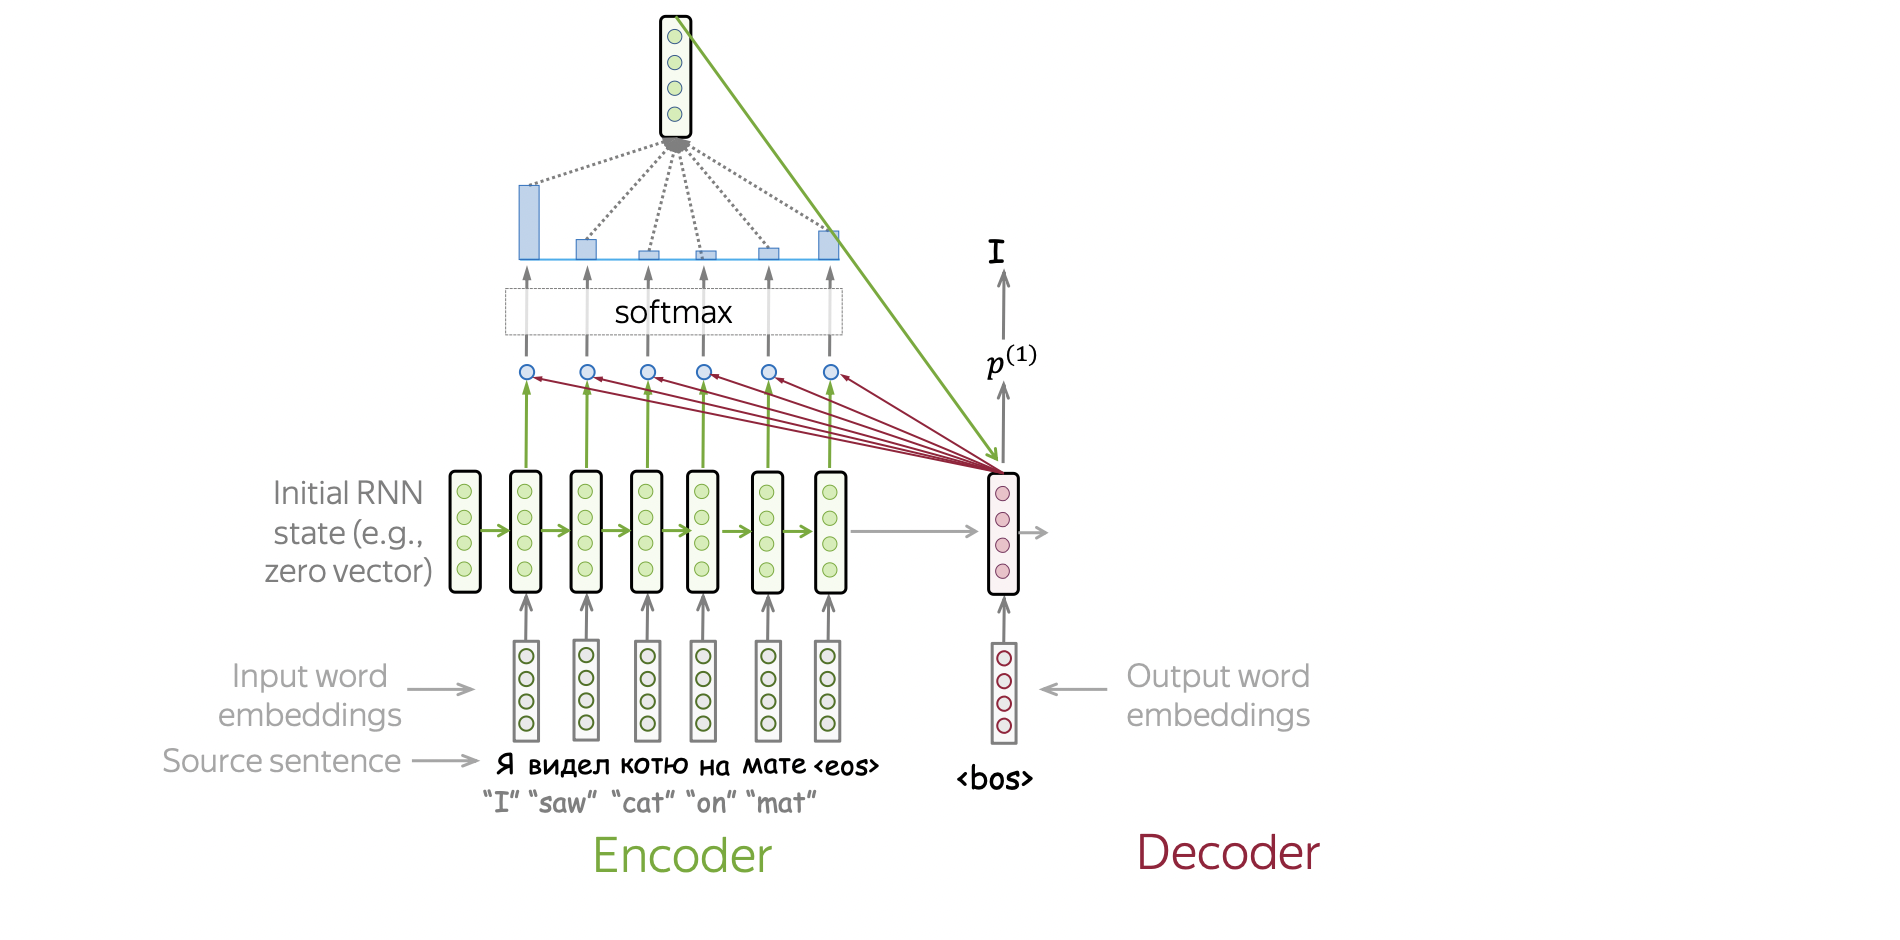 I
softmax
p(1)
Initial RNN
state (e.g.,
zero vector)
Input word
embeddings
Output word
embeddings
Source sentence
Я видел котю на мате <eos>
"I" "saw" "cat" "on" "mat"
<bos>
Encoder
Decoder